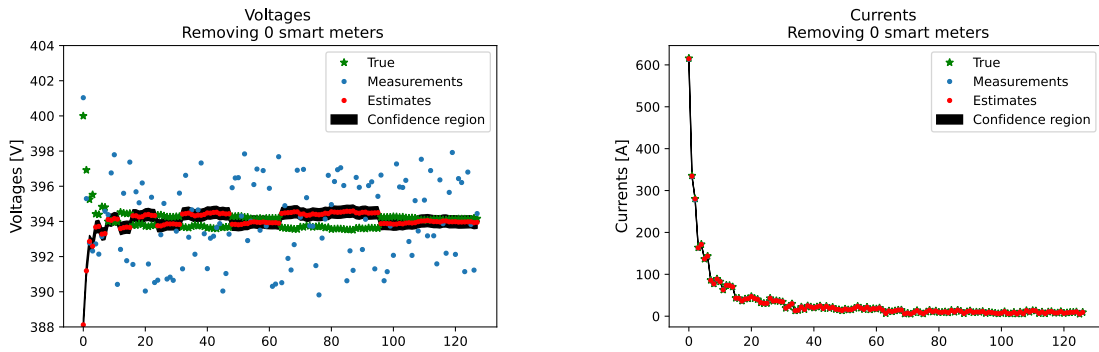 Voltages
Removing 0 smart meters
404
402
400
398
396
394
392
390
388
Voltages [V]
0
20
40
60
80
100
120
True
Measurements
Estimates
Confidence region
Currents
Removing 0 smart meters
600
500
400
300
200
100
0
Currents [A]
0
20
40
60
80
100
120
True
Measurements
Estimates
Confidence region